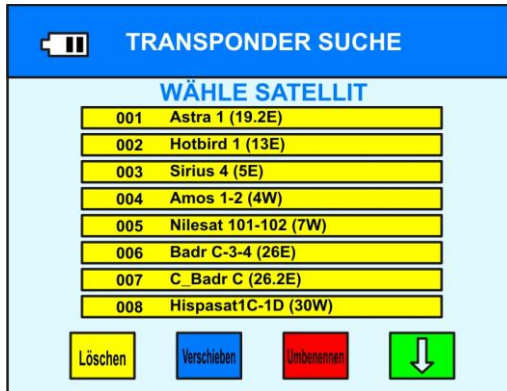 TRANSPONDER SUCHE
WÄHLE SATELLIT
001 Astra 1 (19.2E)
002 Hotbird 1 (13E)
003 Sirius 4 (5E)
004 Amos 1-2 (4W)
005 Nilesat 101-102 (7W)
006 Badr C-3-4 (26E)
007 C_Badr C (26.2E)
008 Hispasat1C-1D (30W)
Löschen Verschieben Umbenennen